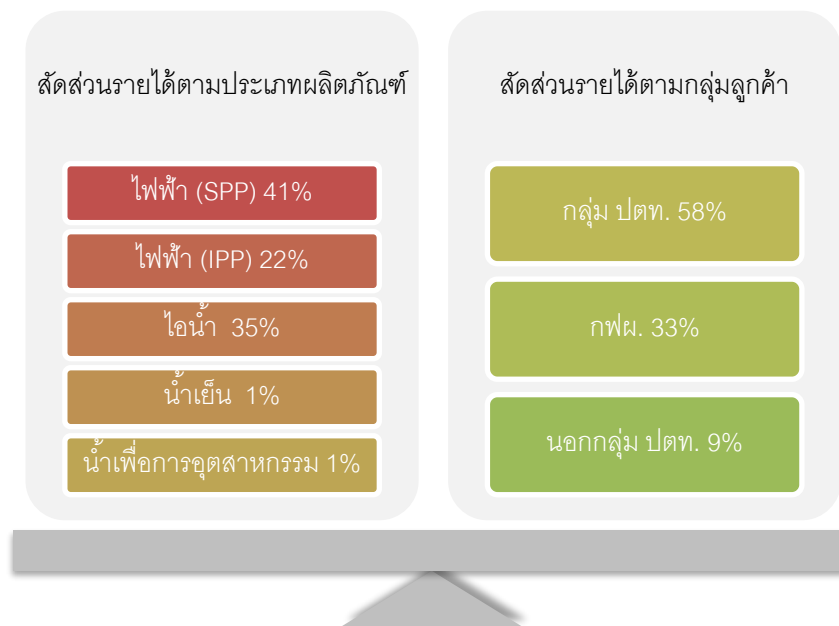 สัดส่วนรายได้ตามประเภทผลิตภัณฑ์
ไฟฟ้า (SPP) 41%
ไฟฟ้า (IPP) 22%
ไอน้ำ 35%
น้ำเย็น 1%
น้ำเพื่อการอุตสาหกรรม 1%
สัดส่วนรายได้ตามกลุ่มลูกค้า
กลุ่ม ปตท. 58%
กฟผ. 33%
นอกกลุ่ม ปตท. 9%